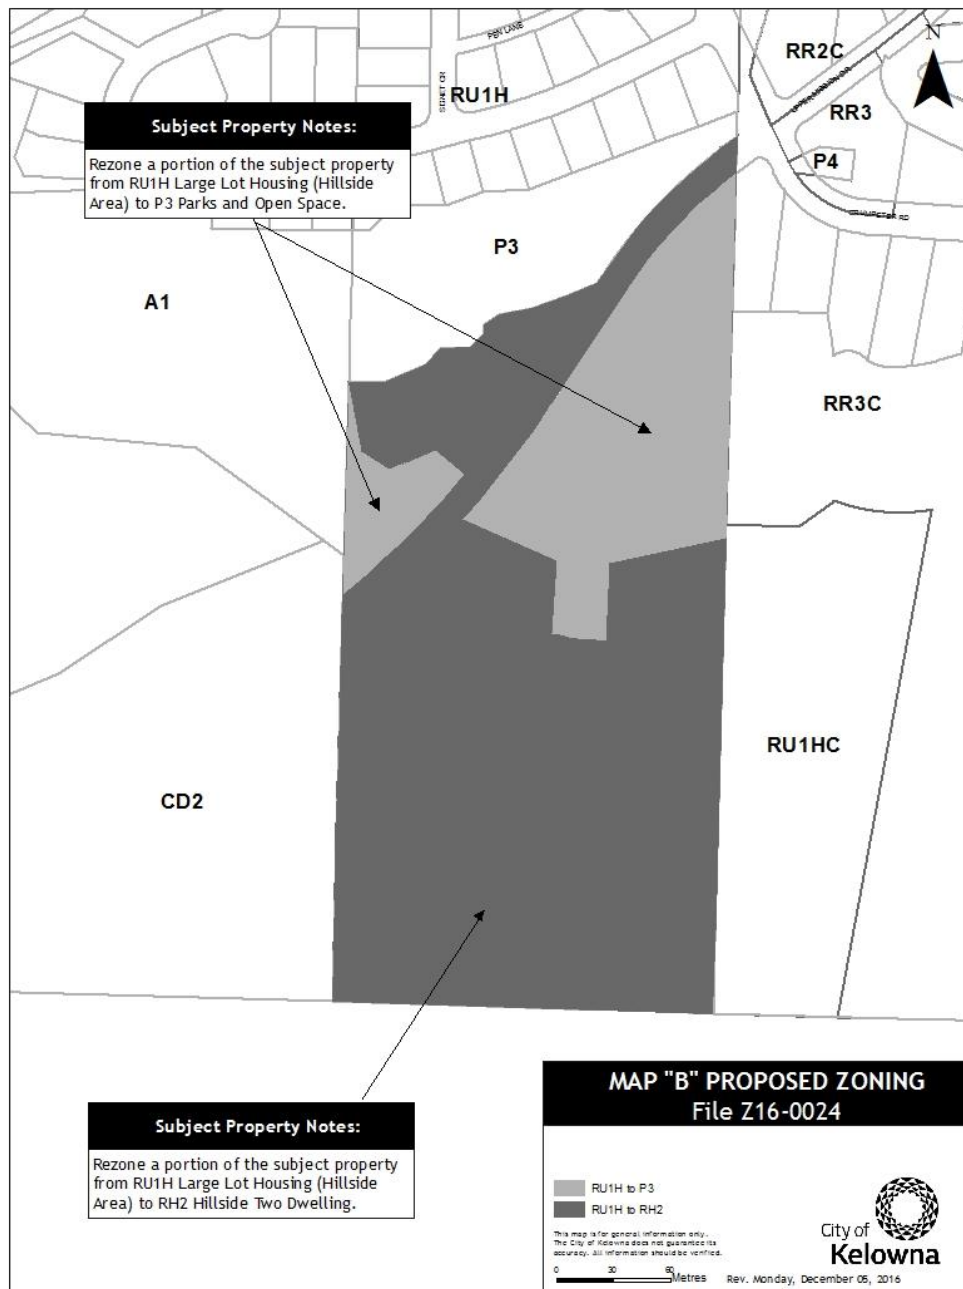 PEN LANE
RR2C
N
RU1H
RR3
P4
Subject Property Notes:
Rezone a portion of the subject property
from RU1H Large Lot Housing (Hillside
Area) to P3 Parks and Open Space.
P3
A1
RR3C
RU1HC
CD2
Subject Property Notes:
Rezone a portion of the subject property
from RU1H Large Lot Housing (Hillside
Area) to RH2 Hillside Two Dwelling.
MAP "B" PROPOSED ZONING
File Z16-0024
RU1H to P3
RU1H to RH2
This map is for general information only.
The City of Kelowna does not guarantee its
accuracy. All information should be verified.
0 30 60
Metres
Rev. Monday, December 05, 2016
City of
Kelowna